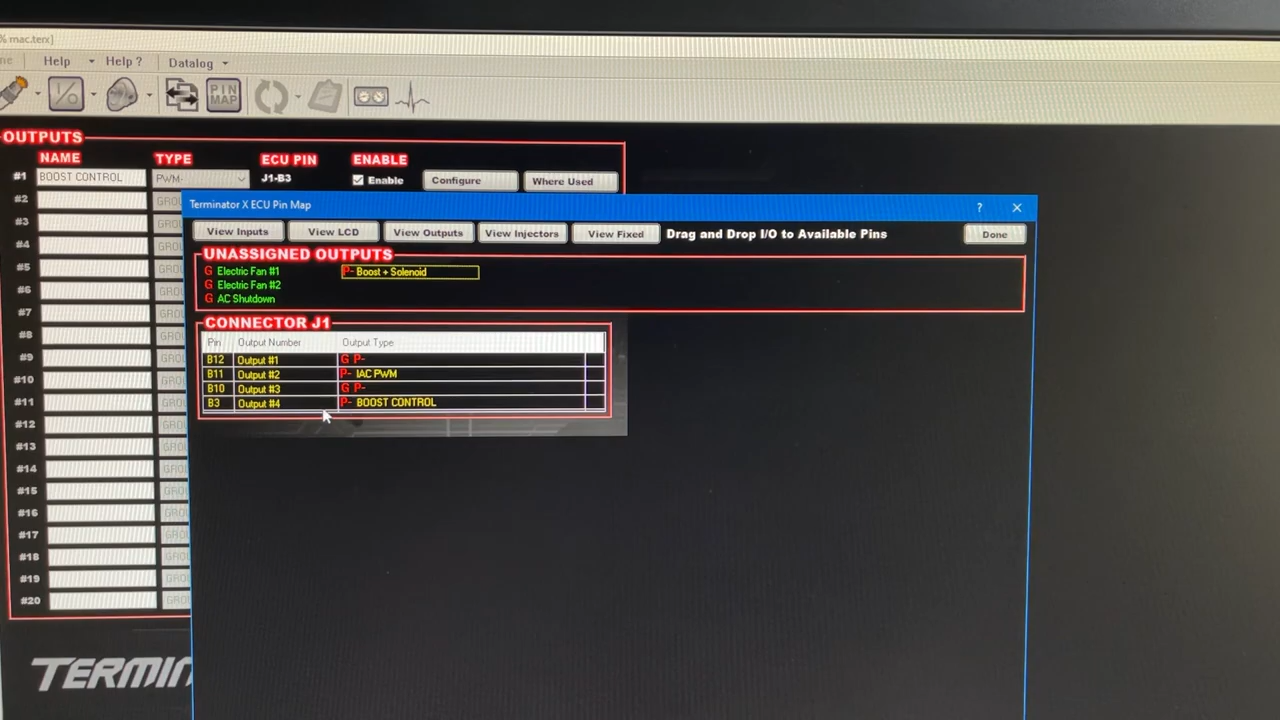 % mac.terx]
Help Help ? Datalog
I/O PIN MAP
OUTPUTS
NAME TYPE ECU PIN ENABLE
#1 BOOST CONTROL PWM- J1-B3 Enable Configure Where Used
#2
#3
#4
#5
#6
#7
#8
#9
#10
#11
#12
#13
#14
#15
#16
#17
#18
#19
#20
Terminator X ECU Pin Map ?
View Inputs View LCD View Outputs View Injectors View Fixed Drag and Drop I/O to Available Pins Done
UNASSIGNED OUTPUTS
G Electric Fan #1 P- Boost + Solenoid
G Electric Fan #2
G AC Shutdown
CONNECTOR J1
Pin Output Number Output Type
B12 Output #1 G P-
B11 Output #2 P- IAC PWM
B10 Output #3 G P-
B3 Output #4 P- BOOST CONTROL
TERMIN